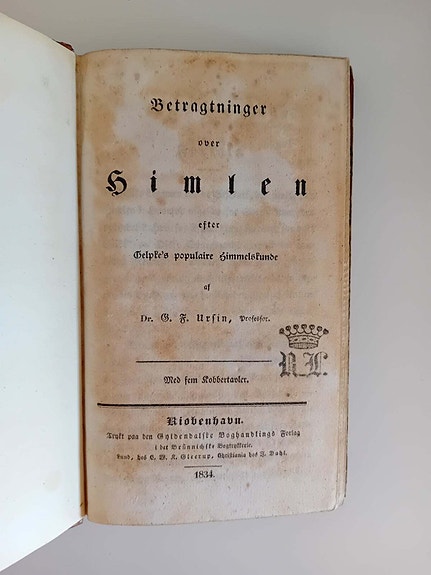 Betragtninger
over
Himlen
efter
Gelpke's populaire Himmelskunde
af
Dr. G. F. Ursin, Professor.
Med fem Kobbertavler.
Kiøbenhavn.
Trykt paa den Gyldendalske Boghandlings Forlag
i det Brünnichske Bogtrykkerie.
Lund, hos C. W. K. Gleerup, Christiania hos J. Dahl.
1834.